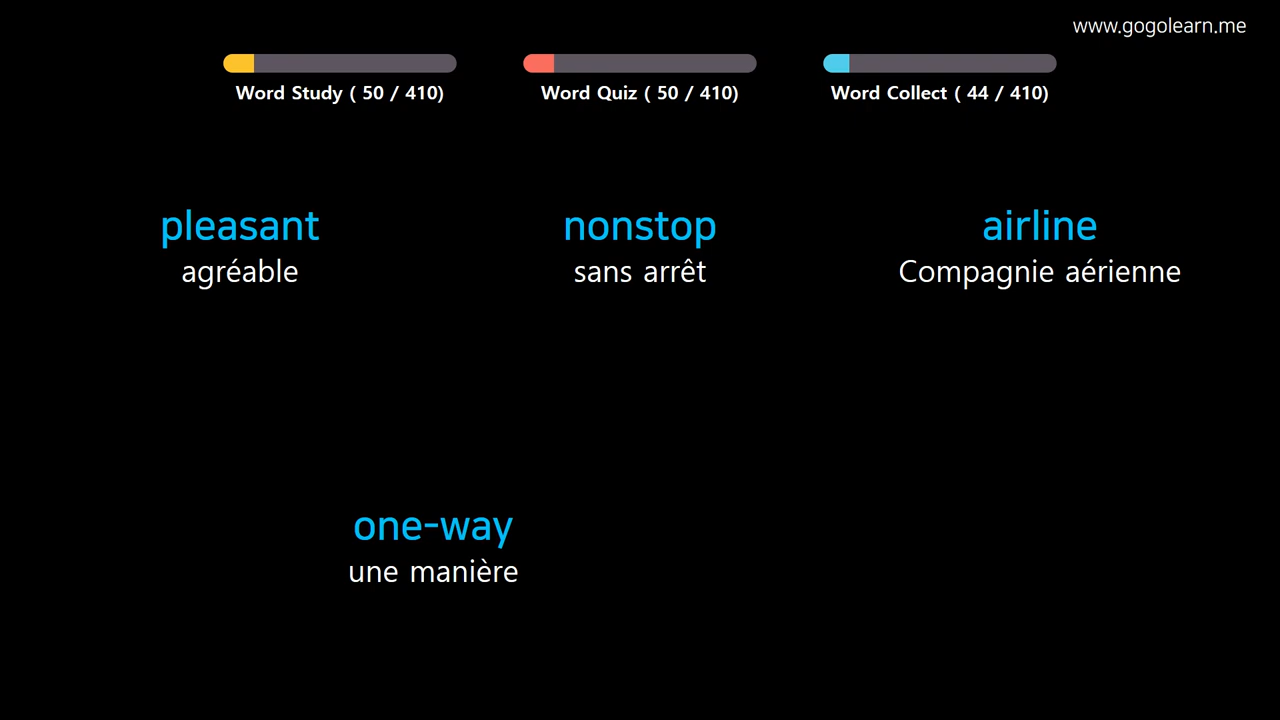 www.gogolearn.me
Word Study ( 50 / 410)
Word Quiz ( 50 / 410)
Word Collect ( 44 / 410)
pleasant
agréable
nonstop
sans arrêt
airline
Compagnie aérienne
one-way
une manière